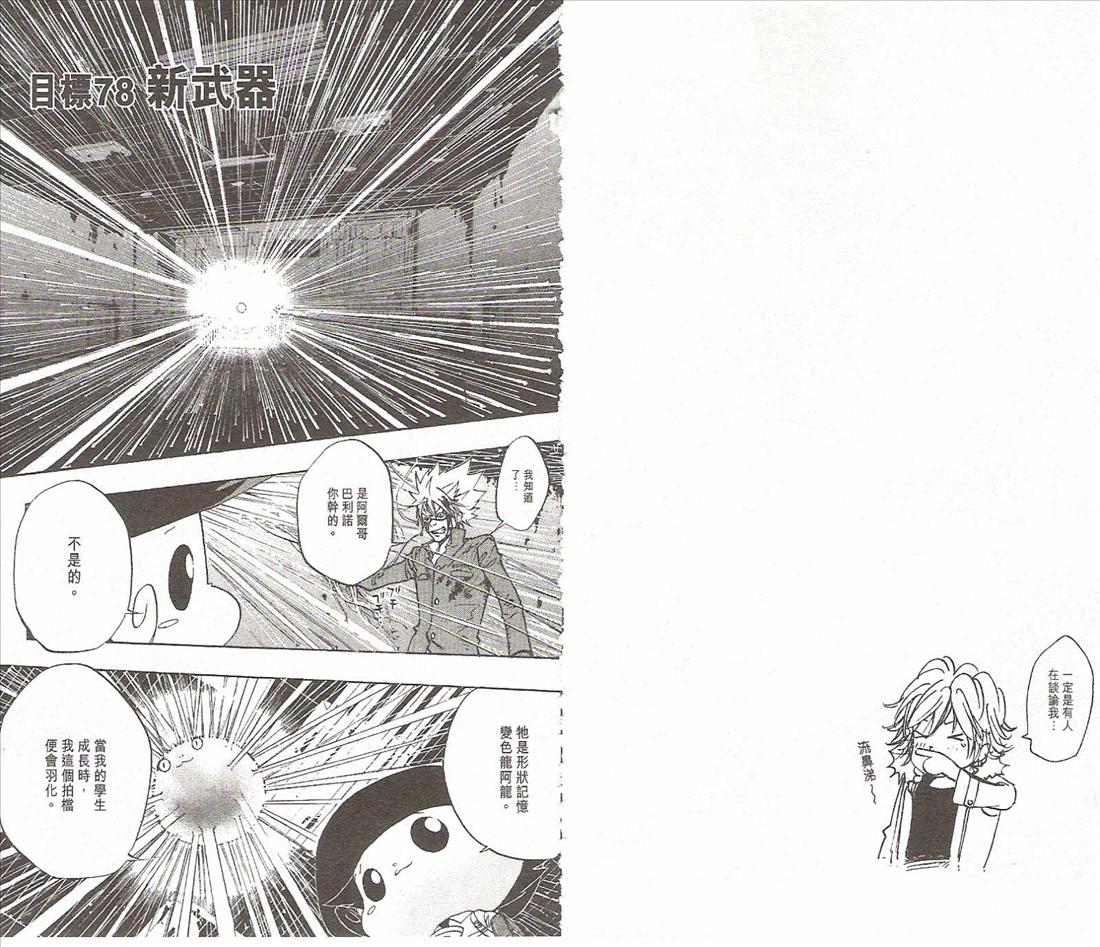 一定是有人
在談論我…
流鼻涕～
目標78 新武器
我知道
了…
是阿爾哥
巴利諾
你幹的。
不是的。
牠是形狀記憶
變色龍阿龍。
當我的學生
成長時，
我這個拍檔
便會羽化。